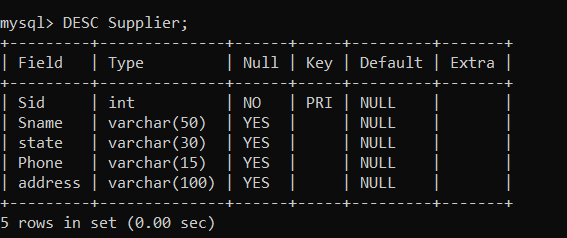 mysql> DESC Supplier;
+----------+--------------+------+-----+---------+-------+
| Field    | Type         | Null | Key | Default | Extra |
+----------+--------------+------+-----+---------+-------+
| Sid      | int          | NO   | PRI | NULL    |       |
| Sname    | varchar(50)  | YES  |     | NULL    |       |
| state    | varchar(30)  | YES  |     | NULL    |       |
| Phone    | varchar(15)  | YES  |     | NULL    |       |
| address  | varchar(100) | YES  |     | NULL    |       |
+----------+--------------+------+-----+---------+-------+
5 rows in set (0.00 sec)